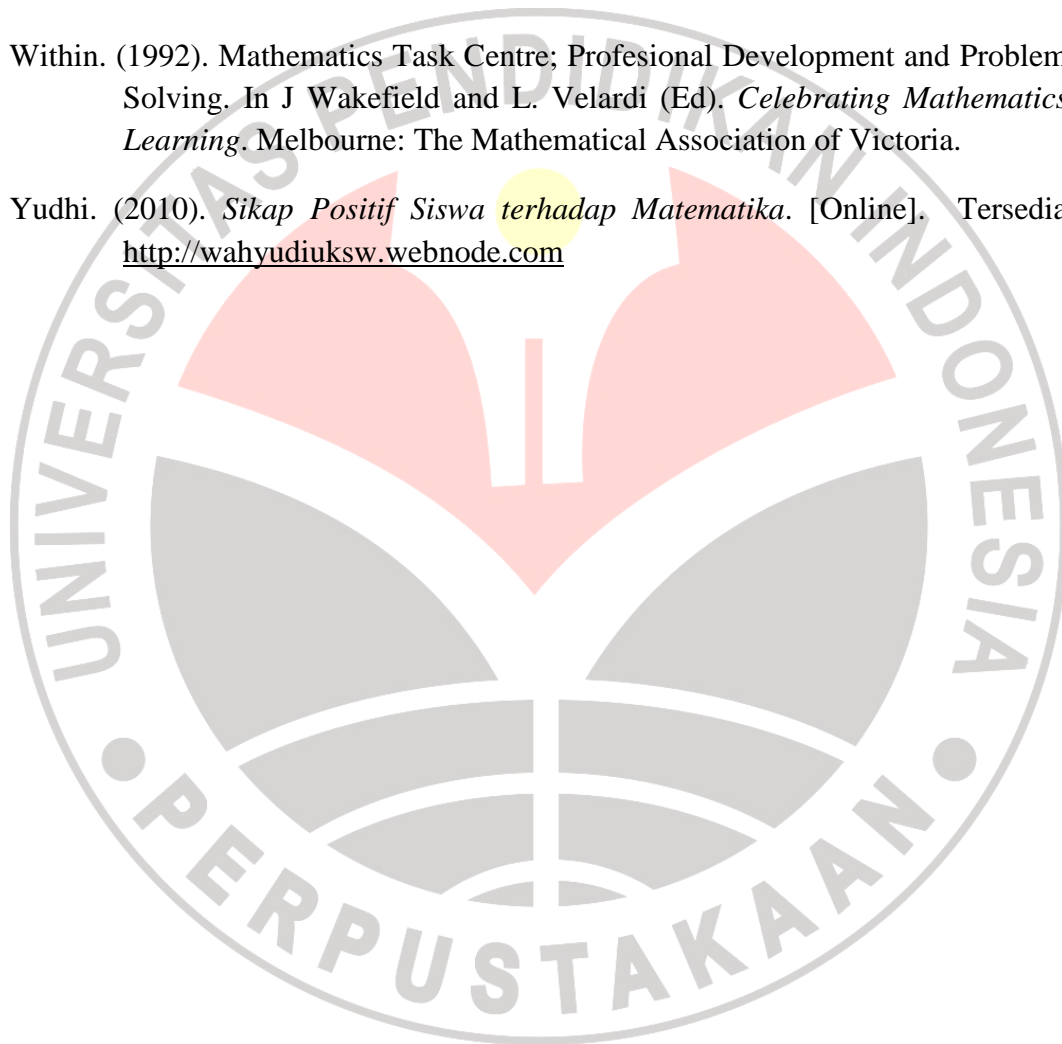 Within. (1992). Mathematics Task Centre; Profesional Development and Problem
Solving. In J Wakefield and L. Velardi (Ed). Celebrating Mathematics
Learning. Melbourne: The Mathematical Association of Victoria.
Yudhi. (2010). Sikap Positif Siswa terhadap Matematika. [Online]. Tersedia
http://wahyudiuksw.webnode.com
UNIVERSITAS PENDIDIKAN INDONESIA
PERPUSTAKAAN